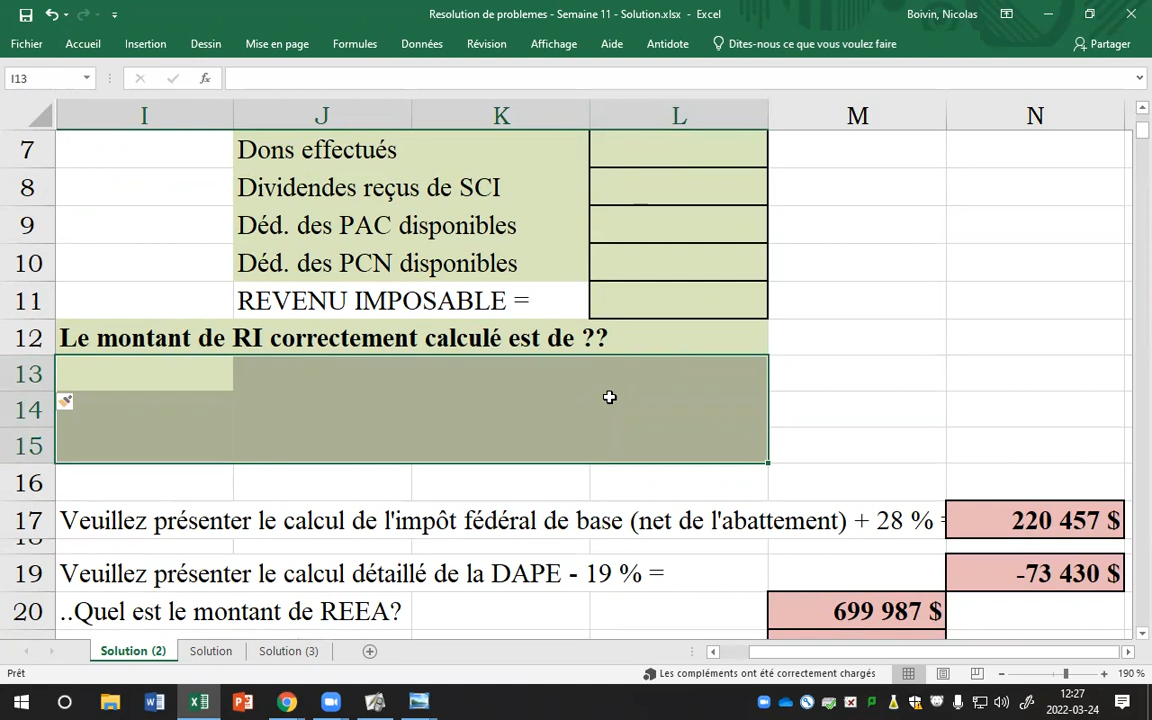 Resolution de problemes - Semaine 11 - Solution.xlsx - Excel
Boivin, Nicolas
Fichier Accueil Insertion Dessin Mise en page Formules Données Révision Affichage Aide Antidote Dites-nous ce que vous voulez faire Partager
I13 fx
I J K L M N
7 Dons effectués
8 Dividendes reçus de SCI
9 Déd. des PAC disponibles
10 Déd. des PCN disponibles
11 REVENU IMPOSABLE =
12 Le montant de RI correctement calculé est de ??
13
14
15
16
17 Veuillez présenter le calcul de l'impôt fédéral de base (net de l'abattement) + 28 % = 220 457 $
18
19 Veuillez présenter le calcul détaillé de la DAPE - 19 % = -73 430 $
20 ..Quel est le montant de REEA? 699 987 $
Solution (2) Solution Solution (3)
Prêt Les compléments ont été correctement chargés 190 %
12:27
2022-03-24